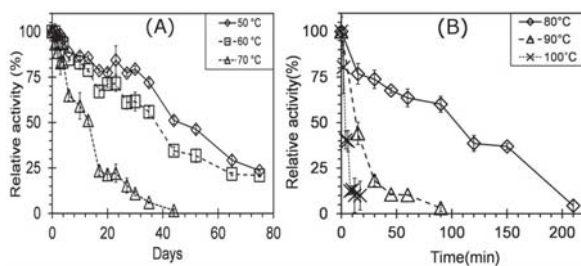 (A)
50 °C
60 °C
70 °C
Relative activity (%)
100
75
50
25
0
0 20 40 60 80
Days
(B)
80°C
90°C
100°C
Relative activity(%)
100
75
50
25
0
0 50 100 150 200
Time(min)